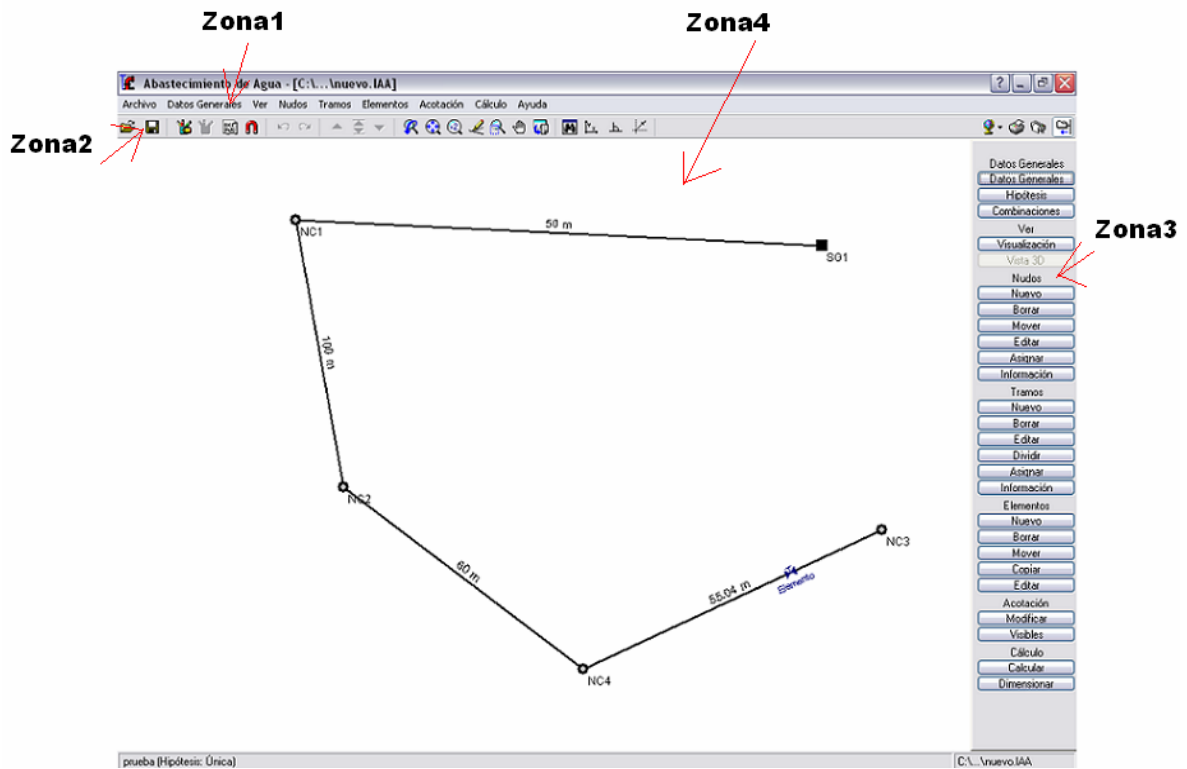 Zona1
Zona4
Abastecimiento de Agua - [C:\...\nuevo.IAA]
Archivo Datos Generales Ver Nudos Tramos Elementos Acotación Cálculo Ayuda
Zona2
Datos Generales
Datos Generales
Hipótesis
Combinaciones
Ver
Visualización
Vista 3D
Zona3
Nudos
Nuevo
Borrar
Mover
Editar
Asignar
Información
Tramos
Nuevo
Borrar
Editar
Dividir
Asignar
Información
Elementos
Nuevo
Borrar
Mover
Copiar
Editar
Acotación
Modificar
Visibles
Cálculo
Calcular
Dimensionar
NC1
50 m
SG1
100 m
NC2
60 m
NC4
55.04 m
Elemento
NC3
prueba (Hipótesis: Única)
C:\...\nuevo.IAA